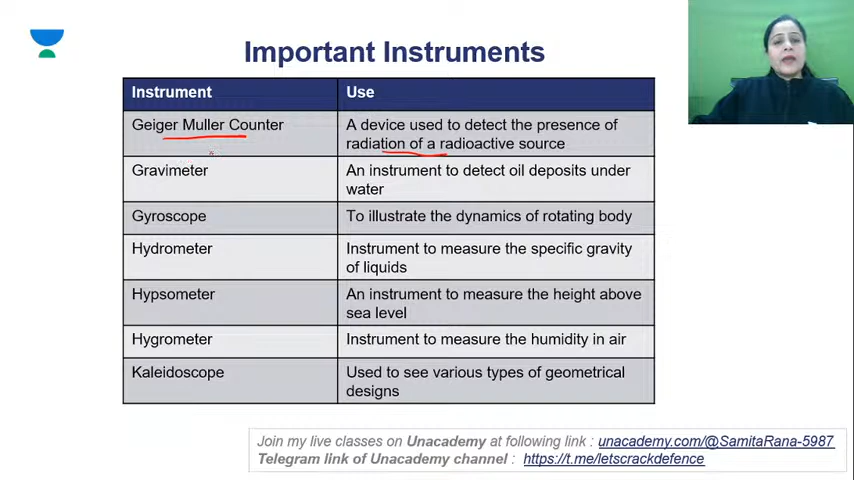 Important Instruments
Instrument
Use
Geiger Muller Counter
A device used to detect the presence of
radiation of a radioactive source
Gravimeter
An instrument to detect oil deposits under
water
Gyroscope
To illustrate the dynamics of rotating body
Hydrometer
Instrument to measure the specific gravity
of liquids
Hypsometer
An instrument to measure the height above
sea level
Hygrometer
Instrument to measure the humidity in air
Kaleidoscope
Used to see various types of geometrical
designs
Join my live classes on Unacademy at following link : unacademy.com/@SamitaRana-5987
Telegram link of Unacademy channel : https://t.me/letscrackdefence